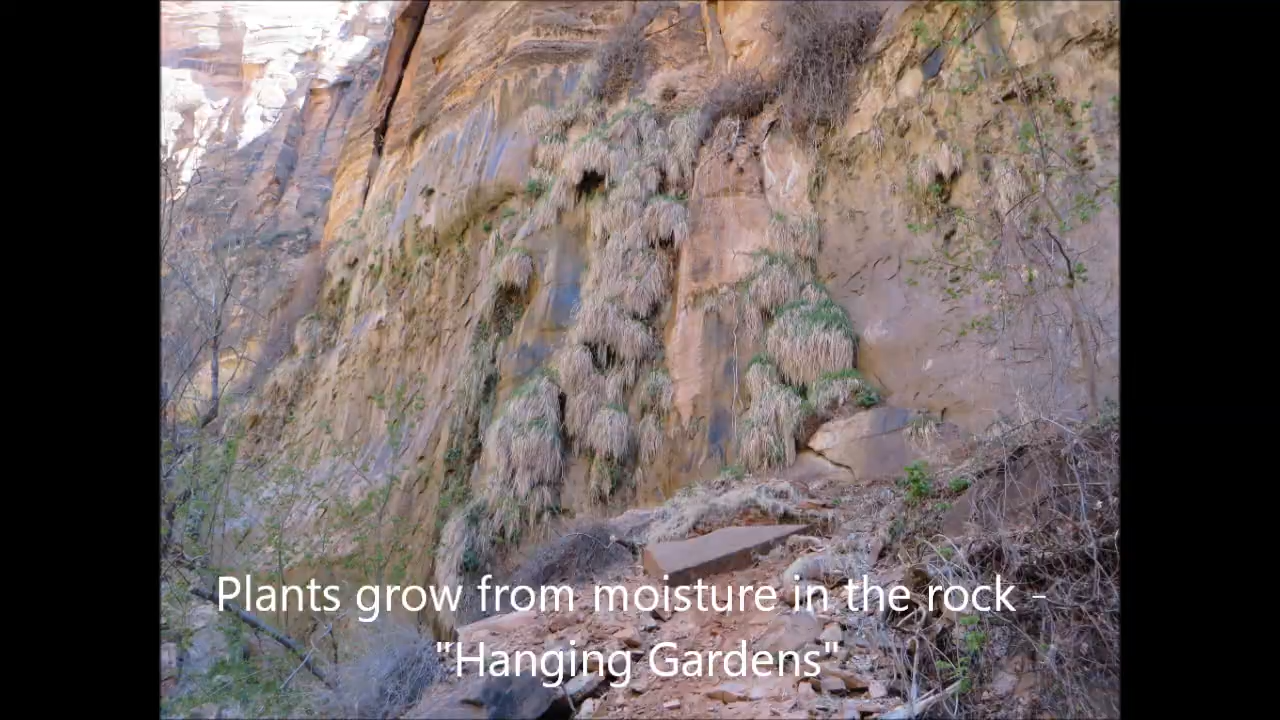 Plants grow from moisture in the rock -
"Hanging Gardens"